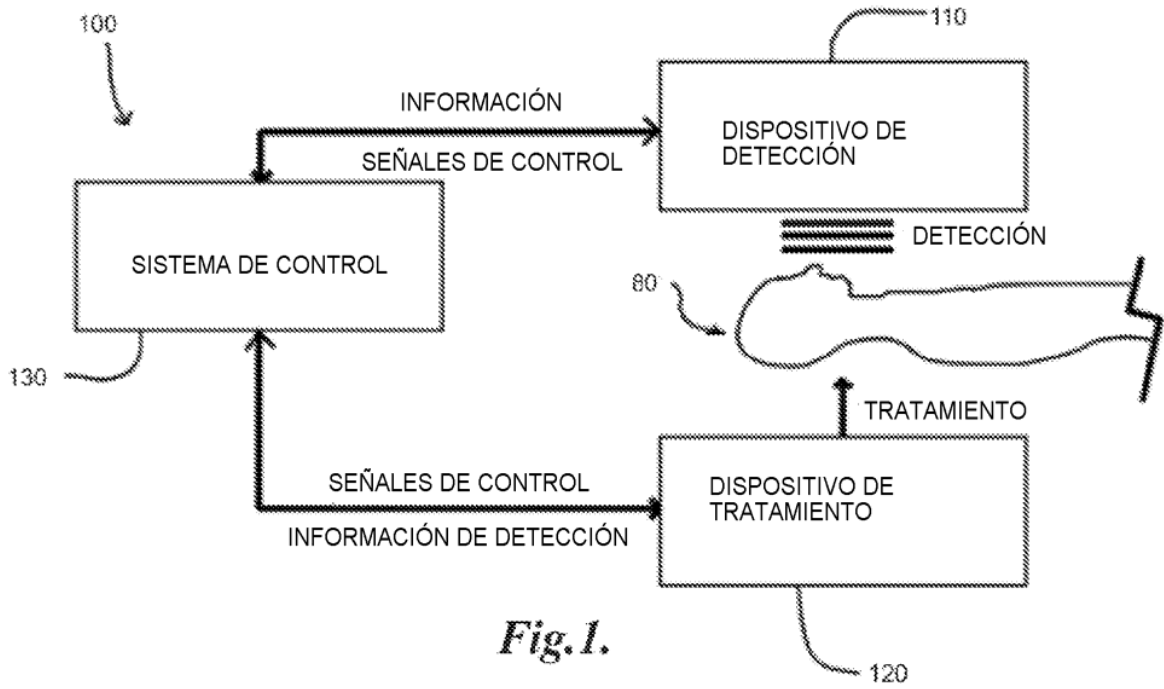 100
110
INFORMACIÓN
SEÑALES DE CONTROL
DISPOSITIVO DE
DETECCIÓN
DETECCIÓN
SISTEMA DE CONTROL
80
130
TRATAMIENTO
SEÑALES DE CONTROL
INFORMACIÓN DE DETECCIÓN
DISPOSITIVO DE
TRATAMIENTO
Fig.1.
120